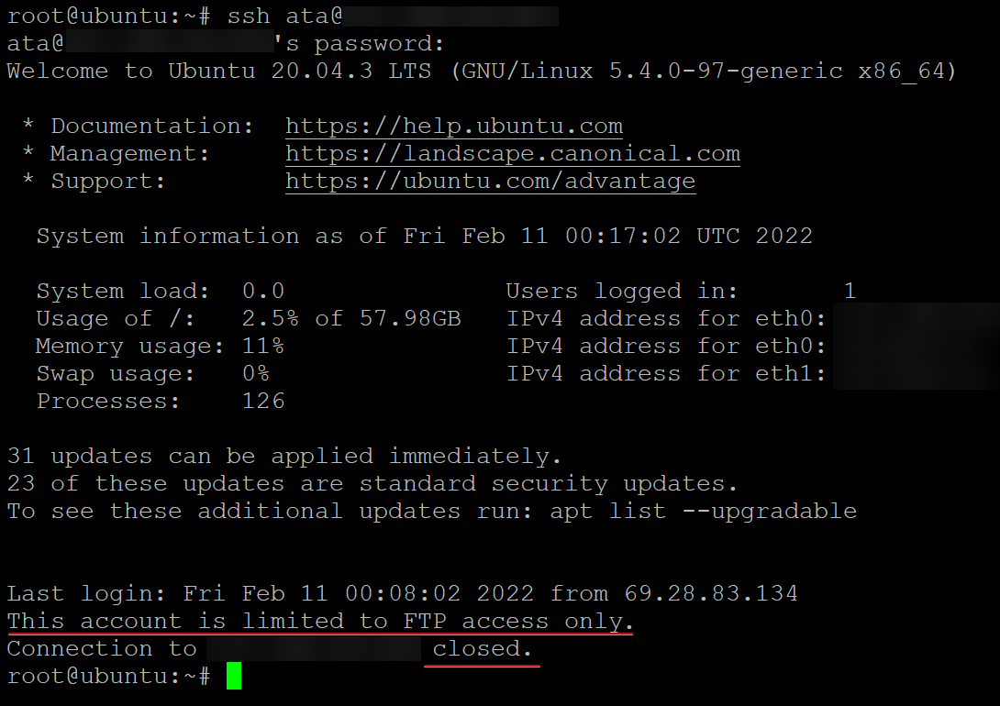 root@ubuntu:~# ssh ata@
ata@'s password:
Welcome to Ubuntu 20.04.3 LTS (GNU/Linux 5.4.0-97-generic x86_64)
* Documentation: https://help.ubuntu.com
* Management: https://landscape.canonical.com
* Support: https://ubuntu.com/advantage
System information as of Fri Feb 11 00:17:02 UTC 2022
System load: 0.0 Users logged in: 1
Usage of /: 2.5% of 57.98GB IPv4 address for eth0:
Memory usage: 11% IPv4 address for eth0:
Swap usage: 0% IPv4 address for eth1:
Processes: 126
31 updates can be applied immediately.
23 of these updates are standard security updates.
To see these additional updates run: apt list --upgradable
Last login: Fri Feb 11 00:08:02 2022 from 69.28.83.134
This account is limited to FTP access only.
Connection to closed.
root@ubuntu:~#